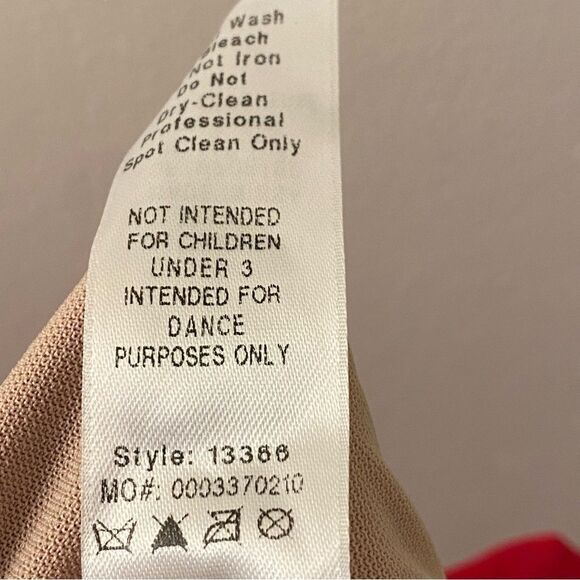 Wash
Bleach
Not Iron
Do Not
Dry-Clean
Professional
Spot Clean Only
NOT INTENDED
FOR CHILDREN
UNDER 3
INTENDED FOR
DANCE
PURPOSES ONLY
Style: 13366
MO#: 0003370210